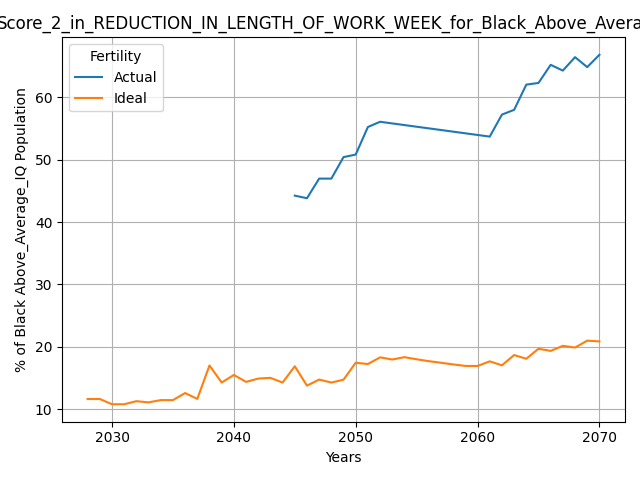 Score_2_in_REDUCTION_IN_LENGTH_OF_WORK_WEEK_for_Black_Above_Avera
Fertility
Actual
Ideal
% of Black Above_Average_IQ Population
60
50
40
30
20
10
2030 2040 2050 2060 2070
Years